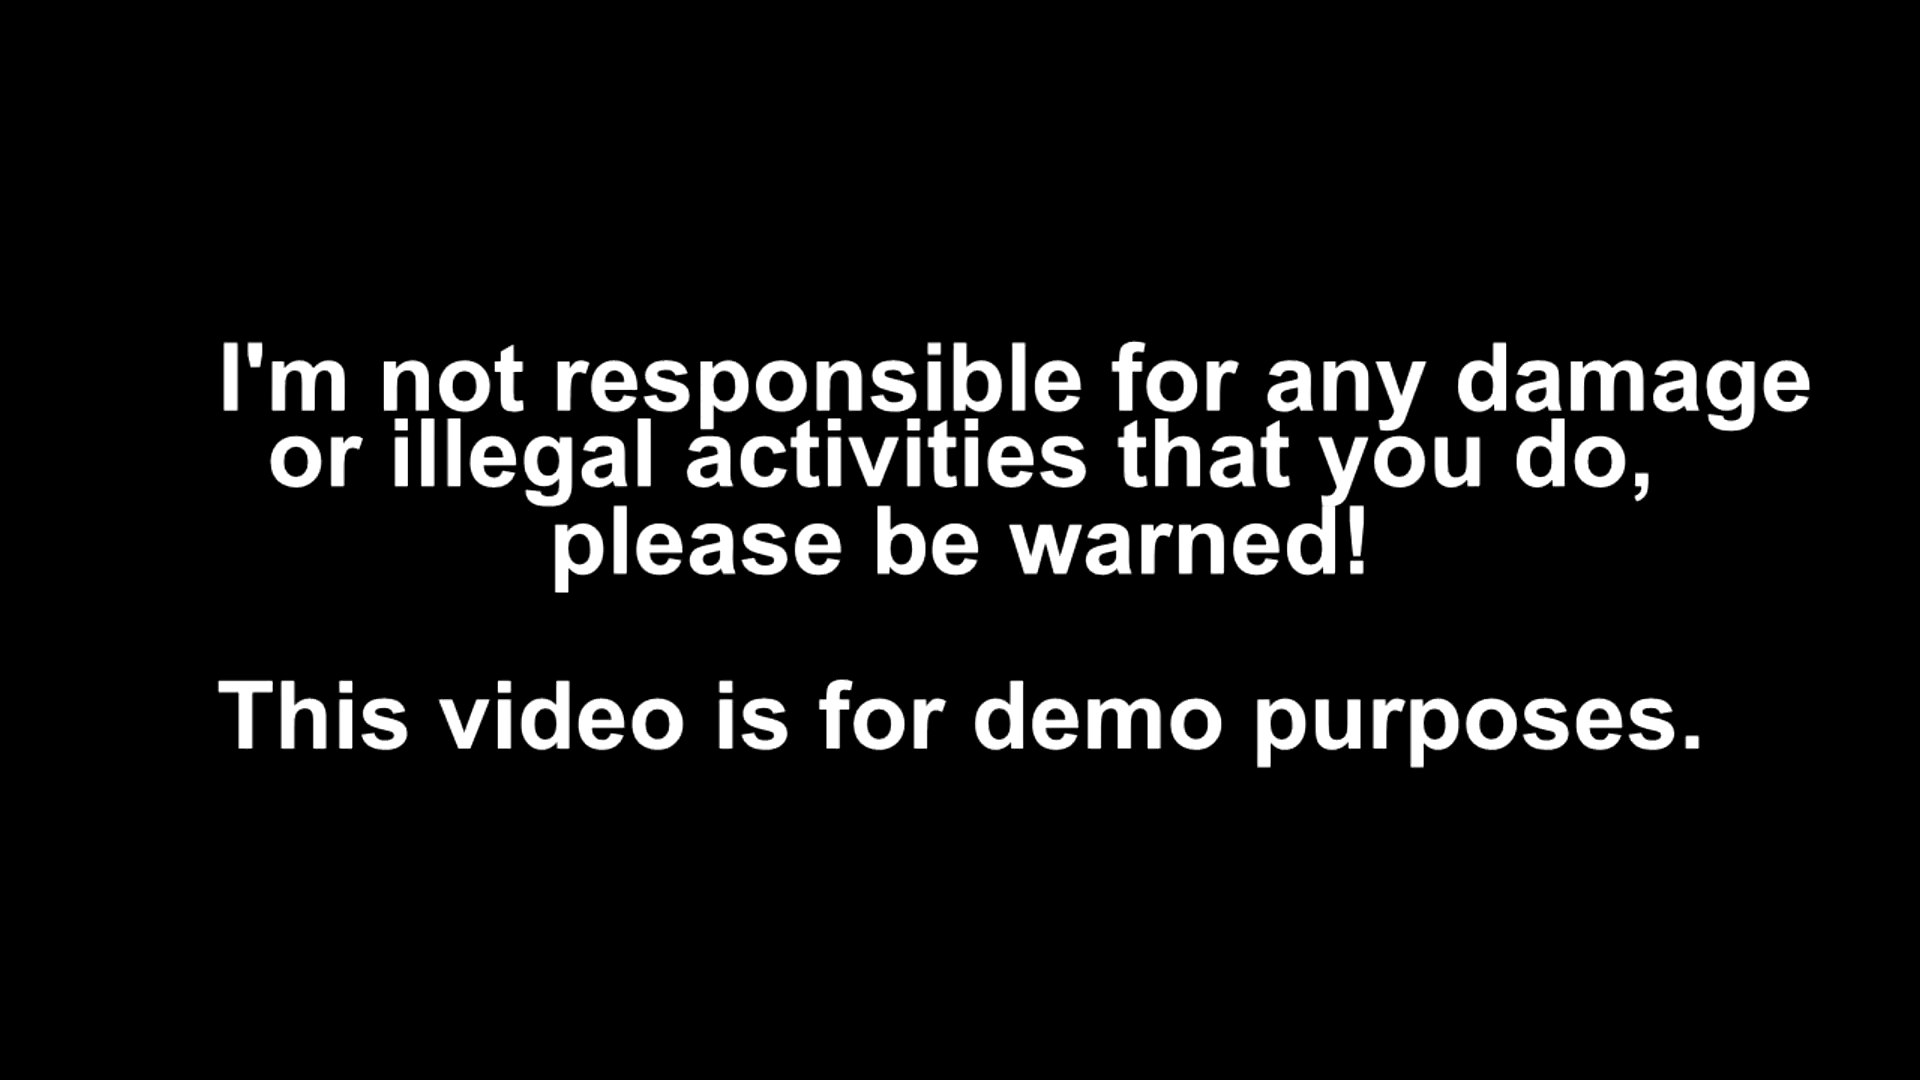 I'm not responsible for any damage
or illegal activities that you do,
please be warned!
This video is for demo purposes.